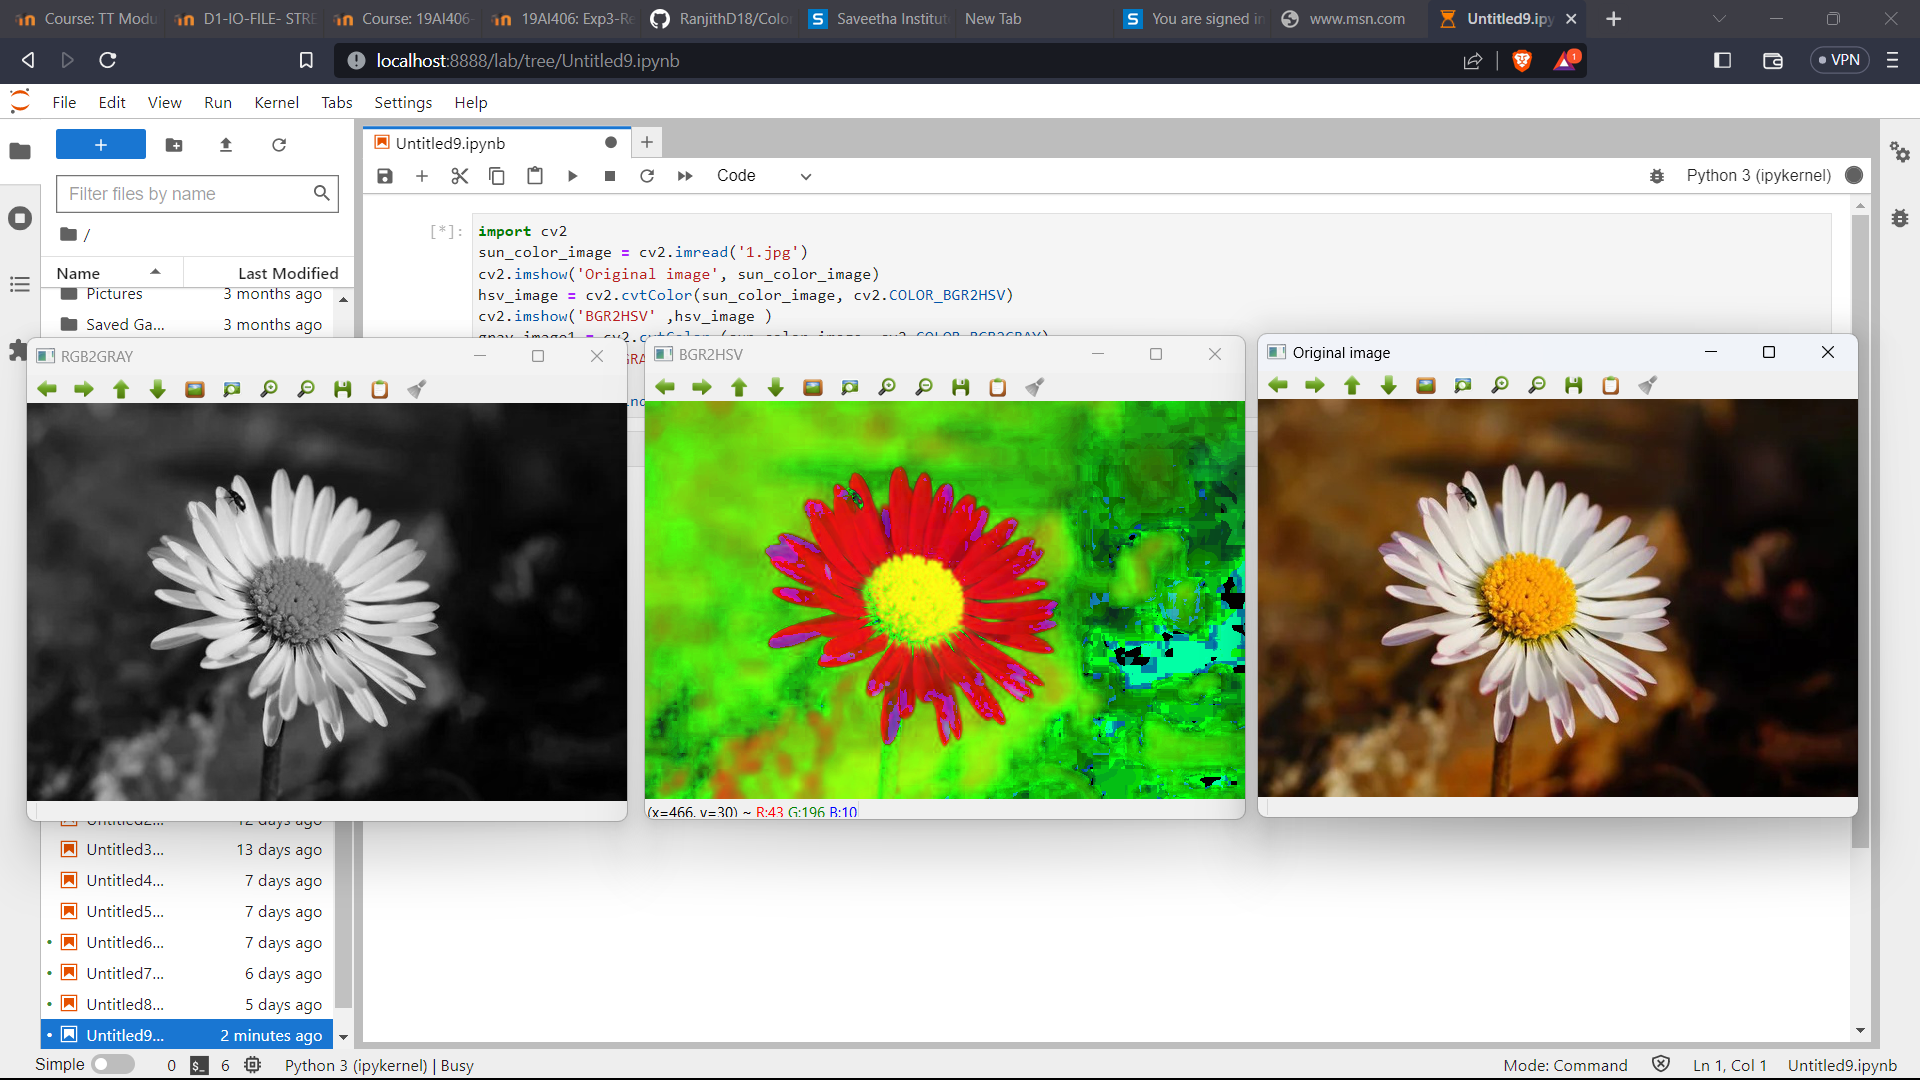 Course: TT Modu
D1-IO-FILE- STRE
Course: 19AI406-
19AI406: Exp3-Re
RanjithD18/Colo
Saveetha Institut
New Tab
You are signed in
www.msn.com
Untitled9.ipy
localhost:8888/lab/tree/Untitled9.ipynb
1
VPN
File Edit View Run Kernel Tabs Settings Help
Untitled9.ipynb
Filter files by name
Code
Python 3 (ipykernel)
/
Name Last Modified
Pictures 3 months ago
Saved Ga... 3 months ago
[*]:
import cv2
sun_color_image = cv2.imread('1.jpg')
cv2.imshow('Original image', sun_color_image)
hsv_image = cv2.cvtColor(sun_color_image, cv2.COLOR_BGR2HSV)
cv2.imshow('BGR2HSV' ,hsv_image )
gray_image1 = cv2.cvtColor (sun_color_image, cv2.COLOR_BGR2GRAY)
RGB2GRAY
BGR2HSV
Original image
(x=466, y=30) ~ R:43 G:196 B:10
Untitled2... 12 days ago
Untitled3... 13 days ago
Untitled4... 7 days ago
Untitled5... 7 days ago
Untitled6... 7 days ago
Untitled7... 6 days ago
Untitled8... 5 days ago
Untitled9... 2 minutes ago
Simple 0 6 Python 3 (ipykernel) | Busy
Mode: Command Ln 1, Col 1 Untitled9.ipynb